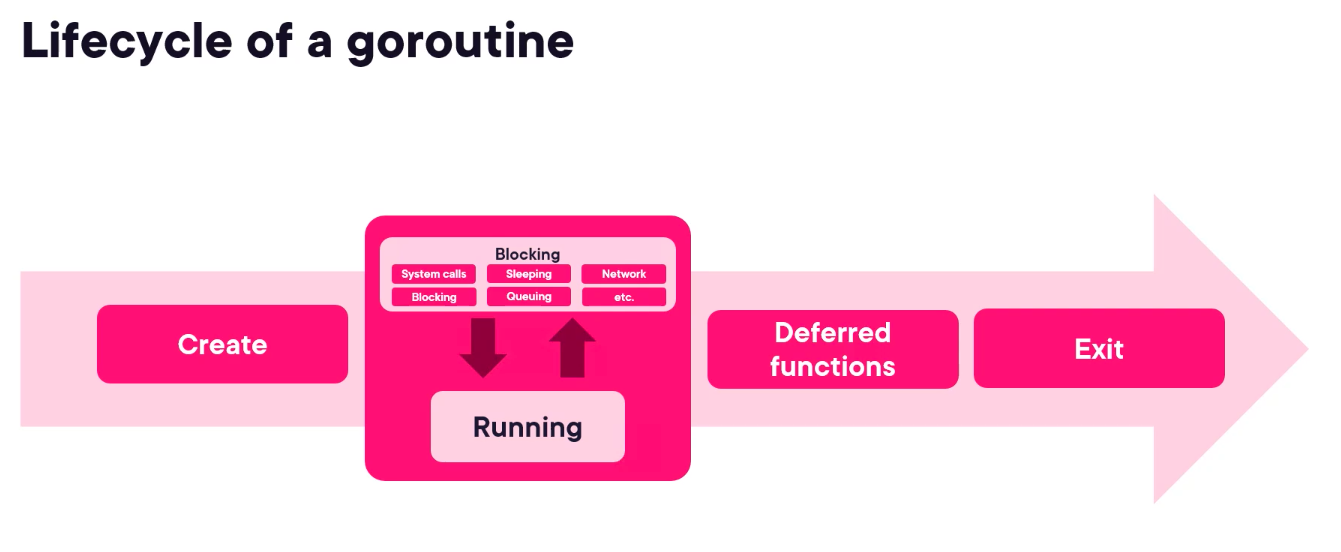 Lifecycle of a goroutine
Create
Blocking
System calls
Sleeping
Network
Blocking
Queuing
etc.
Running
Deferred
functions
Exit